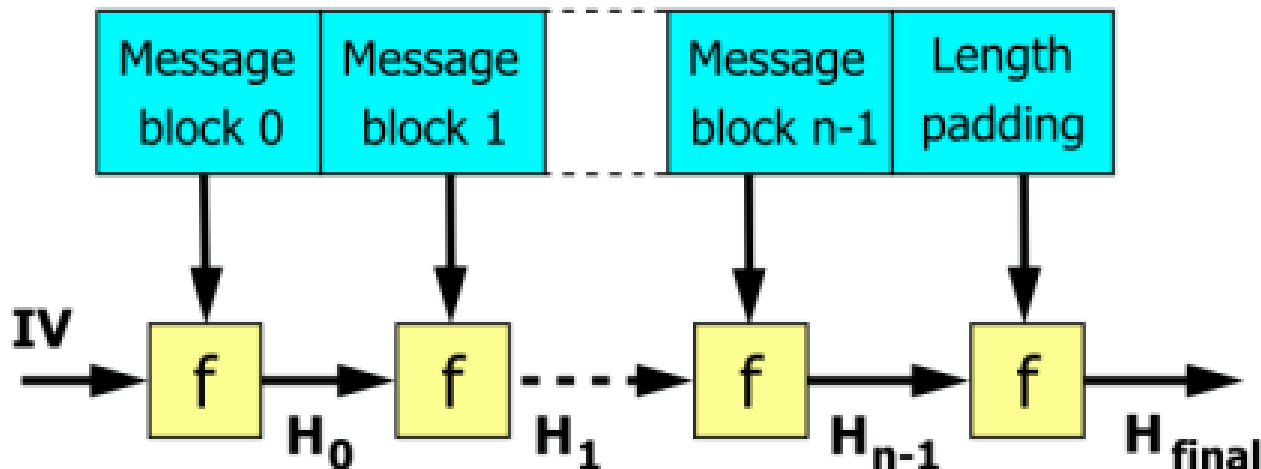 Message
block 0
Message
block 1
Message
block n-1
Length
padding
IV
f
f
f
f
H0
H1
Hn-1
Hfinal